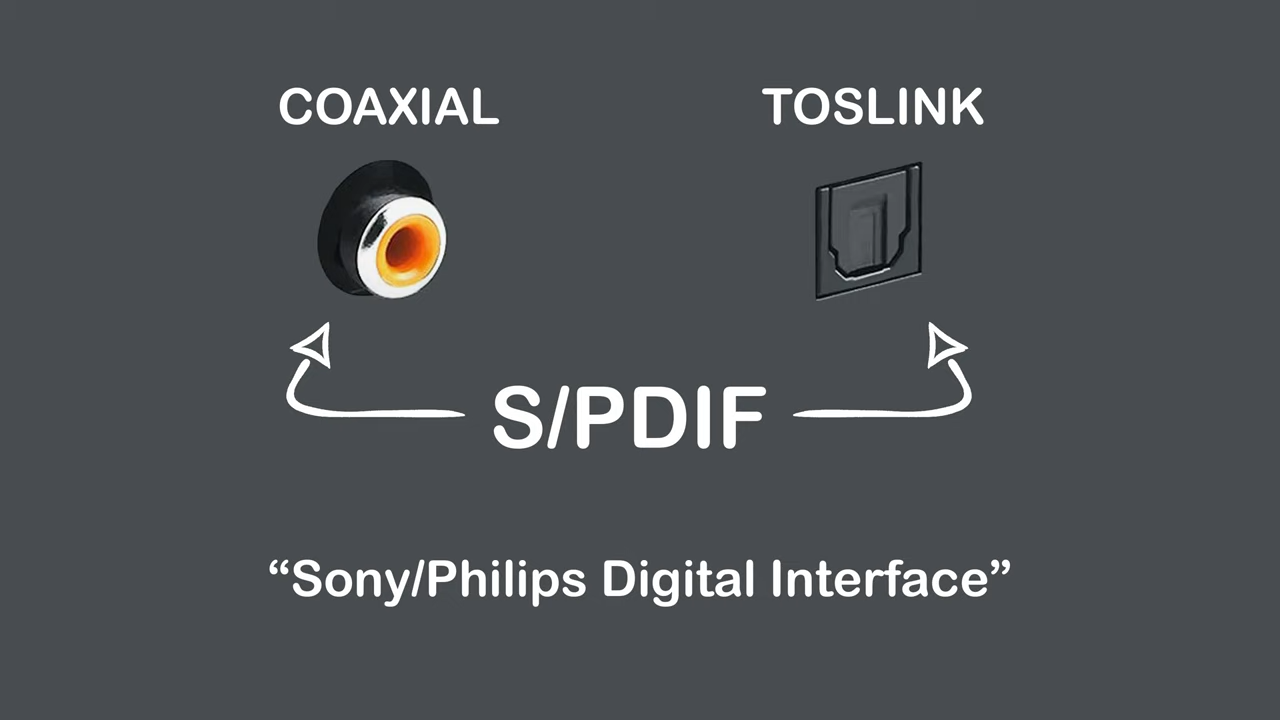 COAXIAL
TOSLINK
S/PDIF
“Sony/Philips Digital Interface”